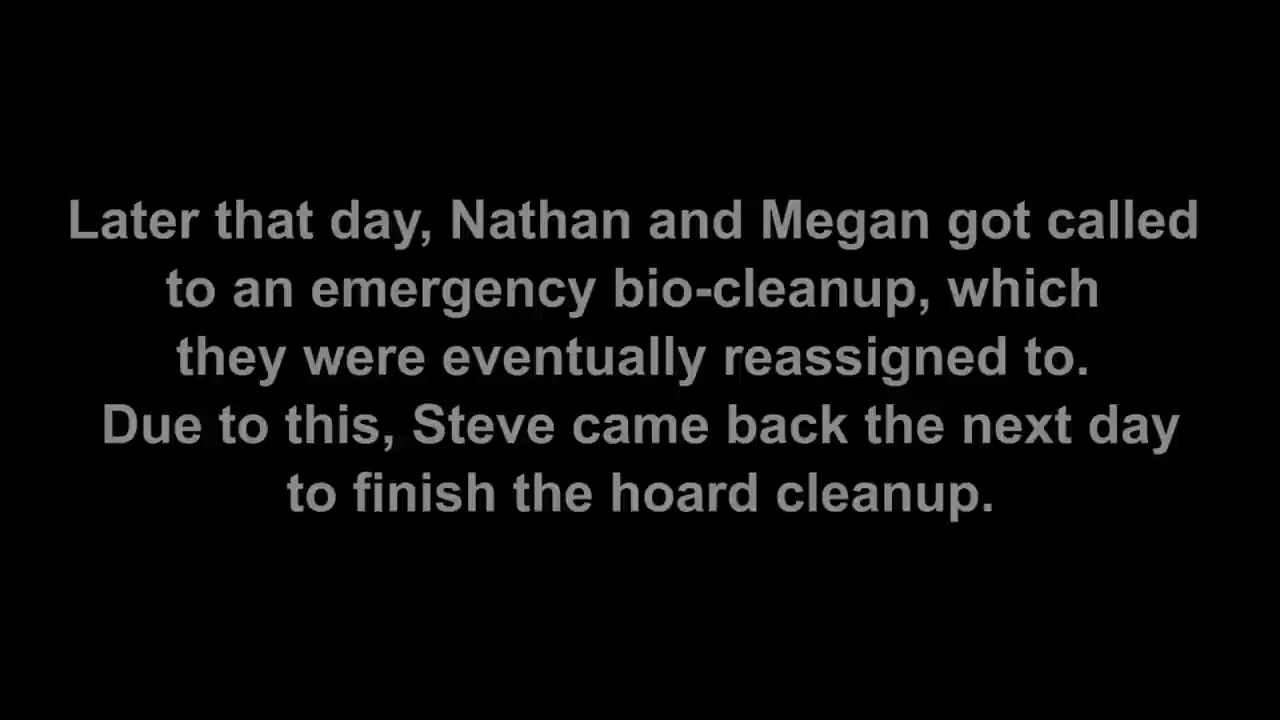 Later that day, Nathan and Megan got called
to an emergency bio-cleanup, which
they were eventually reassigned to.
Due to this, Steve came back the next day
to finish the hoard cleanup.